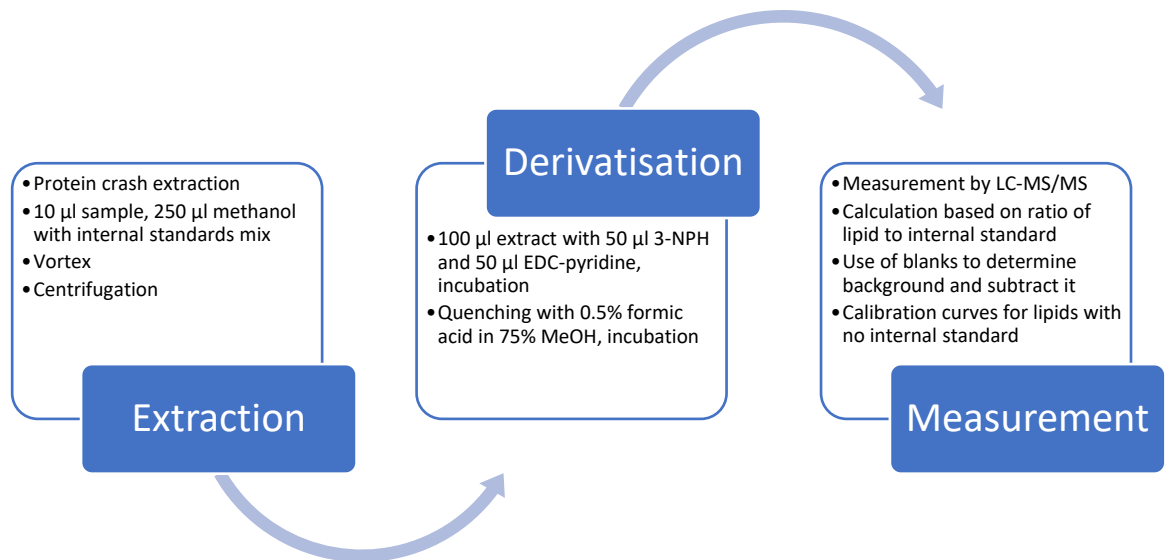 • Protein crash extraction
• 10 µl sample, 250 µl methanol
with internal standards mix
• Vortex
• Centrifugation
Extraction
Derivatisation
• 100 µl extract with 50 µl 3-NPH
and 50 µl EDC-pyridine,
incubation
• Quenching with 0.5% formic
acid in 75% MeOH, incubation
• Measurement by LC-MS/MS
• Calculation based on ratio of
lipid to internal standard
• Use of blanks to determine
background and subtract it
• Calibration curves for lipids with
no internal standard
Measurement